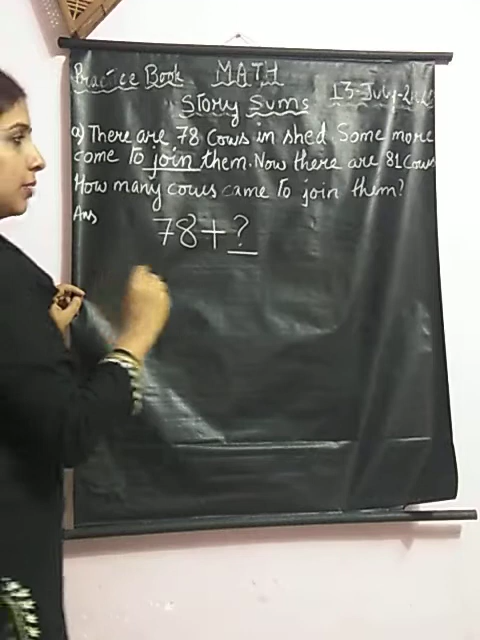 Practice Book MATH
Story Sums 13-July-
a) There are 78 Cows in shed. Some more
come to join them. Now there are 81 cows
How many cows came to join them?
Ans
78+?